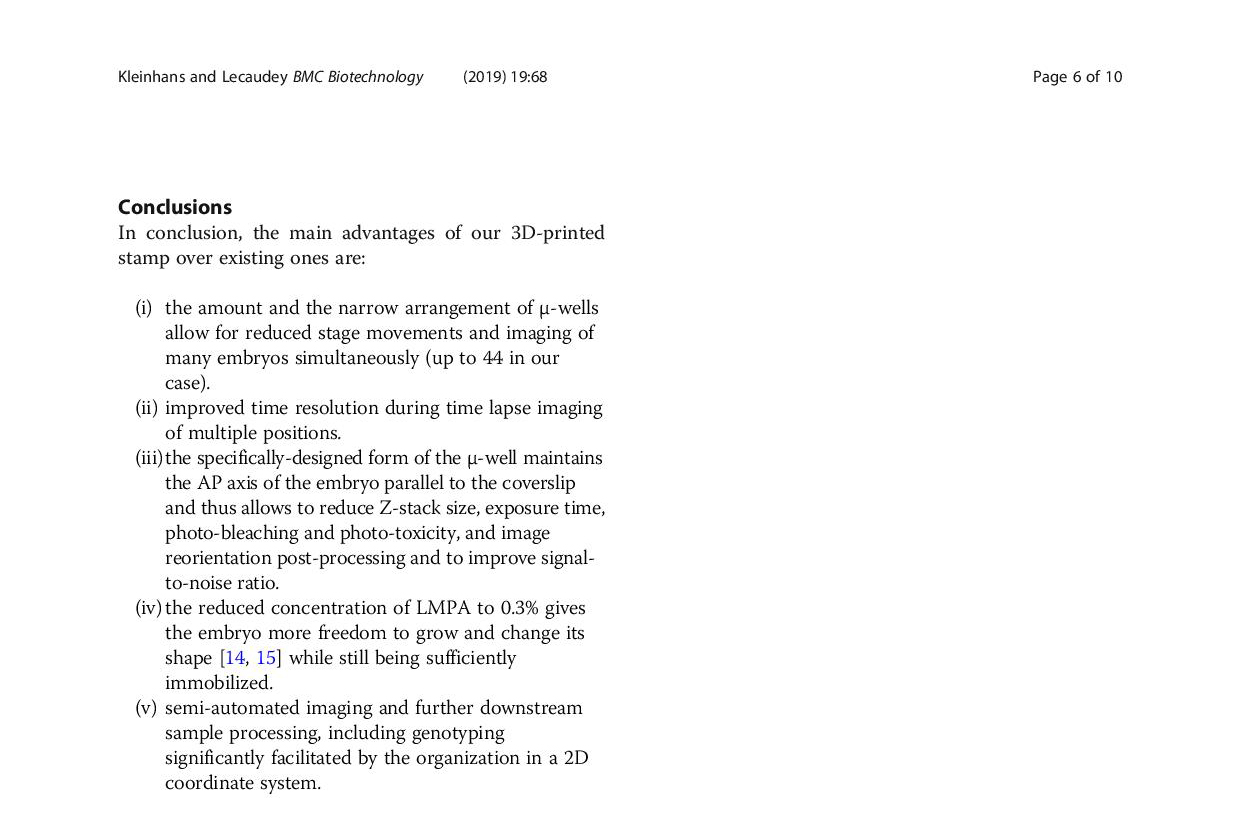 Kleinhans and Lecaudey BMC Biotechnology (2019) 19:68 Page 6 of 10
Conclusions
In conclusion, the main advantages of our 3D-printed
stamp over existing ones are:
(i) the amount and the narrow arrangement of μ-wells
allow for reduced stage movements and imaging of
many embryos simultaneously (up to 44 in our
case).
(ii) improved time resolution during time lapse imaging
of multiple positions.
(iii) the specifically-designed form of the μ-well maintains
the AP axis of the embryo parallel to the coverslip
and thus allows to reduce Z-stack size, exposure time,
photo-bleaching and photo-toxicity, and image
reorientation post-processing and to improve signal-
to-noise ratio.
(iv) the reduced concentration of LMPA to 0.3% gives
the embryo more freedom to grow and change its
shape [14, 15] while still being sufficiently
immobilized.
(v) semi-automated imaging and further downstream
sample processing, including genotyping
significantly facilitated by the organization in a 2D
coordinate system.